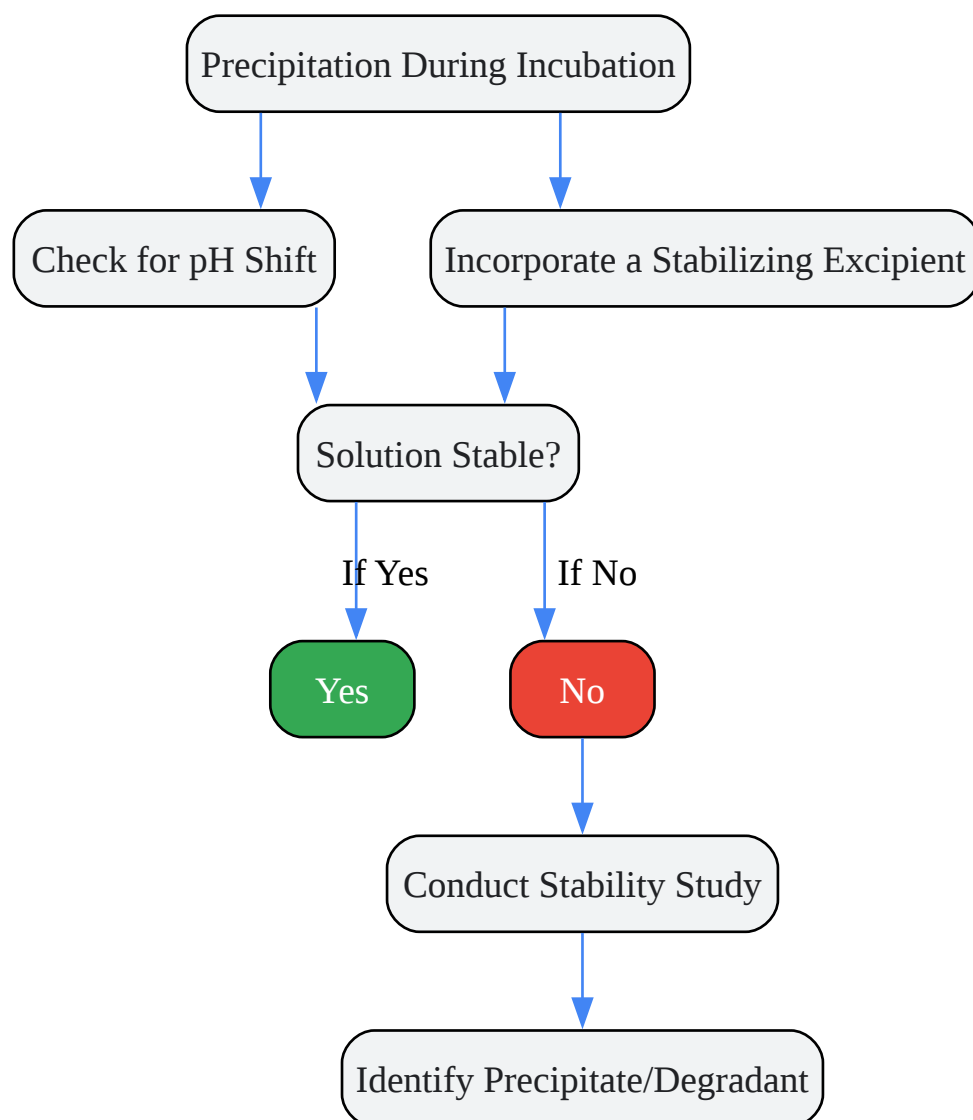 Precipitation During Incubation
Check for pH Shift
Incorporate a Stabilizing Excipient
Solution Stable?
If Yes
If No
Yes
No
Conduct Stability Study
Identify Precipitate/Degradant